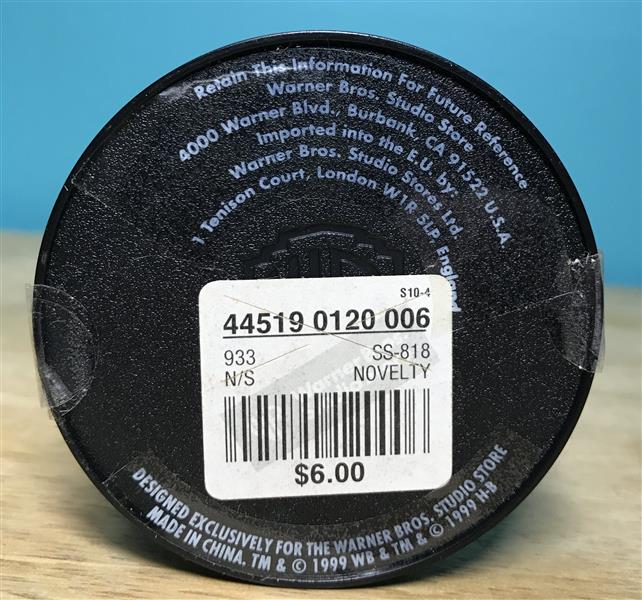 Retain This Information For Future Reference
Warner Bros. Studio Store
4000 Warner Blvd., Burbank, CA 91522 U.S.A.
Imported into the E.U. by:
Warner Bros. Studio Stores Ltd.
1 Tenison Court, London W1R 5LP, England
S10-4
44519 0120 006
933 SS-818
N/S NOVELTY
$6.00
DESIGNED EXCLUSIVELY FOR THE WARNER BROS. STUDIO STORE
MADE IN CHINA. TM & © 1999 WB & TM & © 1999 H-B